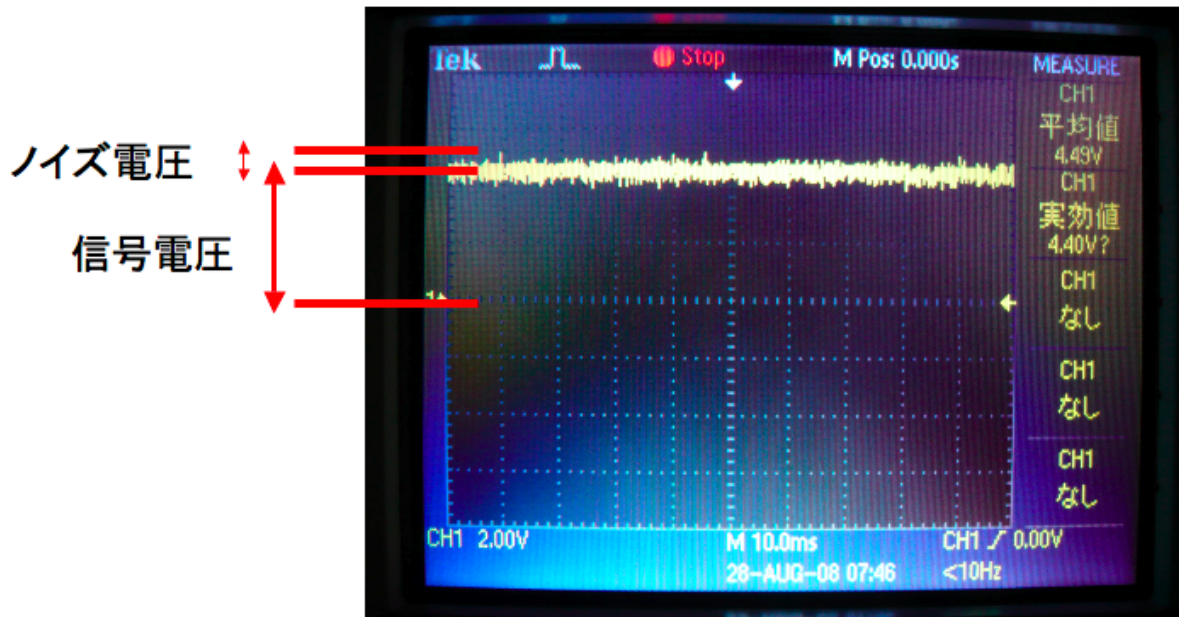 Tek Stop M Pos: 0.000s MEASURE
CH1
平均値
4.49V
CH1
実効値
4.40V?
CH1
なし
CH1
なし
CH1
なし
ノイズ電圧
信号電圧
1
CH1 2.00V M 10.0ms CH1 0.00V
28-AUG-08 07:46 <10Hz